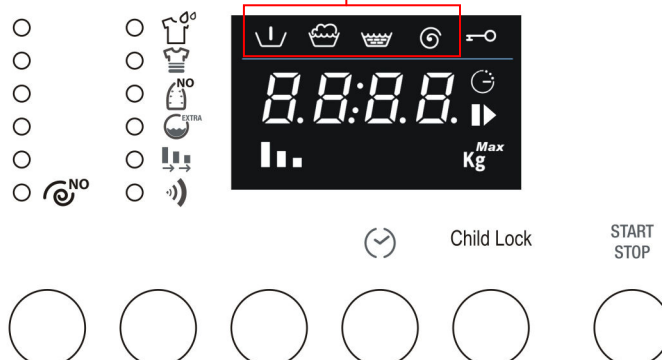 NO
EXTRA
NO
8.8:8.8.
Max
Kg
Child Lock
START
STOP